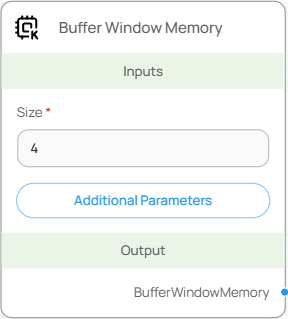 K
Buffer Window Memory
Inputs
Size *
4
Additional Parameters
Output
BufferWindowMemory